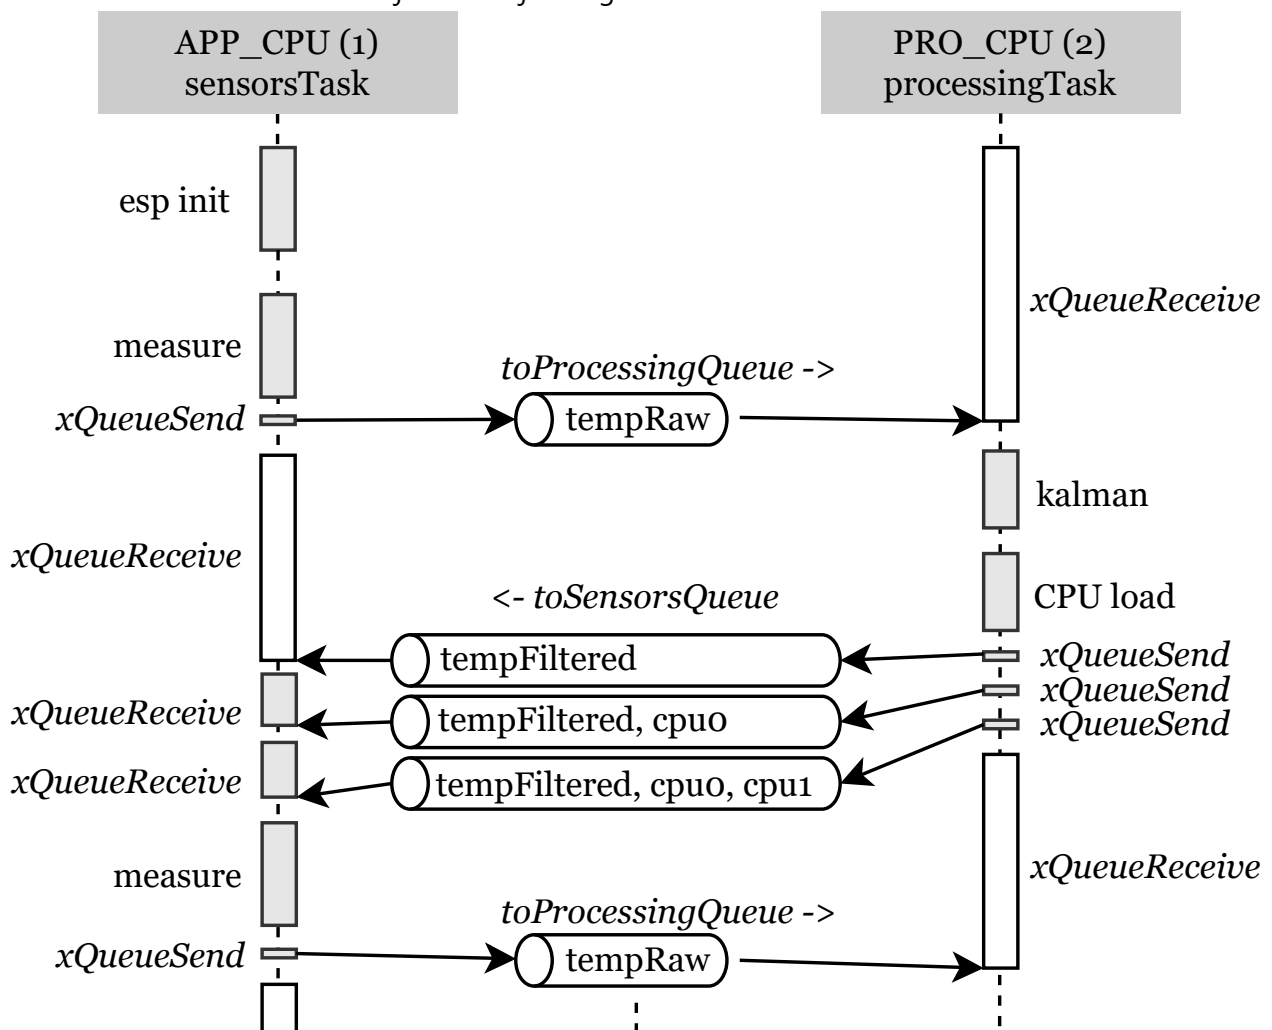 APP_CPU (1)
sensorsTask
PRO_CPU (2)
processingTask
esp init
xQueueReceive
measure
toProcessingQueue ->
xQueueSend
tempRaw
kalman
xQueueReceive
<- toSensorsQueue
CPU load
tempFiltered
xQueueSend
xQueueSend
xQueueReceive
tempFiltered, cpu0
xQueueSend
xQueueReceive
tempFiltered, cpu0, cpu1
measure
xQueueReceive
toProcessingQueue ->
xQueueSend
tempRaw